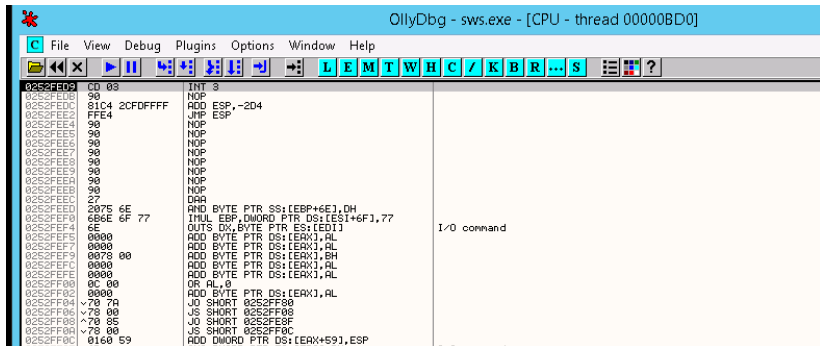 OllyDbg - sws.exe - [CPU - thread 00000BD0]
C File View Debug Plugins Options Window Help
L E M T W H C / K B R ... S ?
0252FED9 CD 03 INT 3
0252FEDB 90 NOP
0252FEDC 81C4 2CFDFFFF ADD ESP,-2D4
0252FEE2 FFE4 JMP ESP
0252FEE4 90 NOP
0252FEE5 90 NOP
0252FEE6 90 NOP
0252FEE7 90 NOP
0252FEE8 90 NOP
0252FEE9 90 NOP
0252FEEA 90 NOP
0252FEEB 90 NOP
0252FEEC 27 DAA
0252FEED 2075 6E AND BYTE PTR SS:[EBP+6E],DH
0252FEF0 6B6E 6F 77 IMUL EBP,DWORD PTR DS:[ESI+6F],77
0252FEF4 6E OUTS DX,BYTE PTR ES:[EDI] I/O command
0252FEF5 0000 ADD BYTE PTR DS:[EAX],AL
0252FEF7 0000 ADD BYTE PTR DS:[EAX],AL
0252FEF9 0078 00 ADD BYTE PTR DS:[EAX],BH
0252FEFC 0000 ADD BYTE PTR DS:[EAX],AL
0252FEFE 0000 ADD BYTE PTR DS:[EAX],AL
0252FF00 0C 00 OR AL,0
0252FF02 0000 ADD BYTE PTR DS:[EAX],AL
0252FF04 70 7A JO SHORT 0252FF80
0252FF06 78 00 JS SHORT 0252FF08
0252FF08 70 85 JO SHORT 0252FE8F
0252FF0A 78 00 JS SHORT 0252FF0C
0252FF0C 0160 59 ADD DWORD PTR DS:[EAX+59],ESP